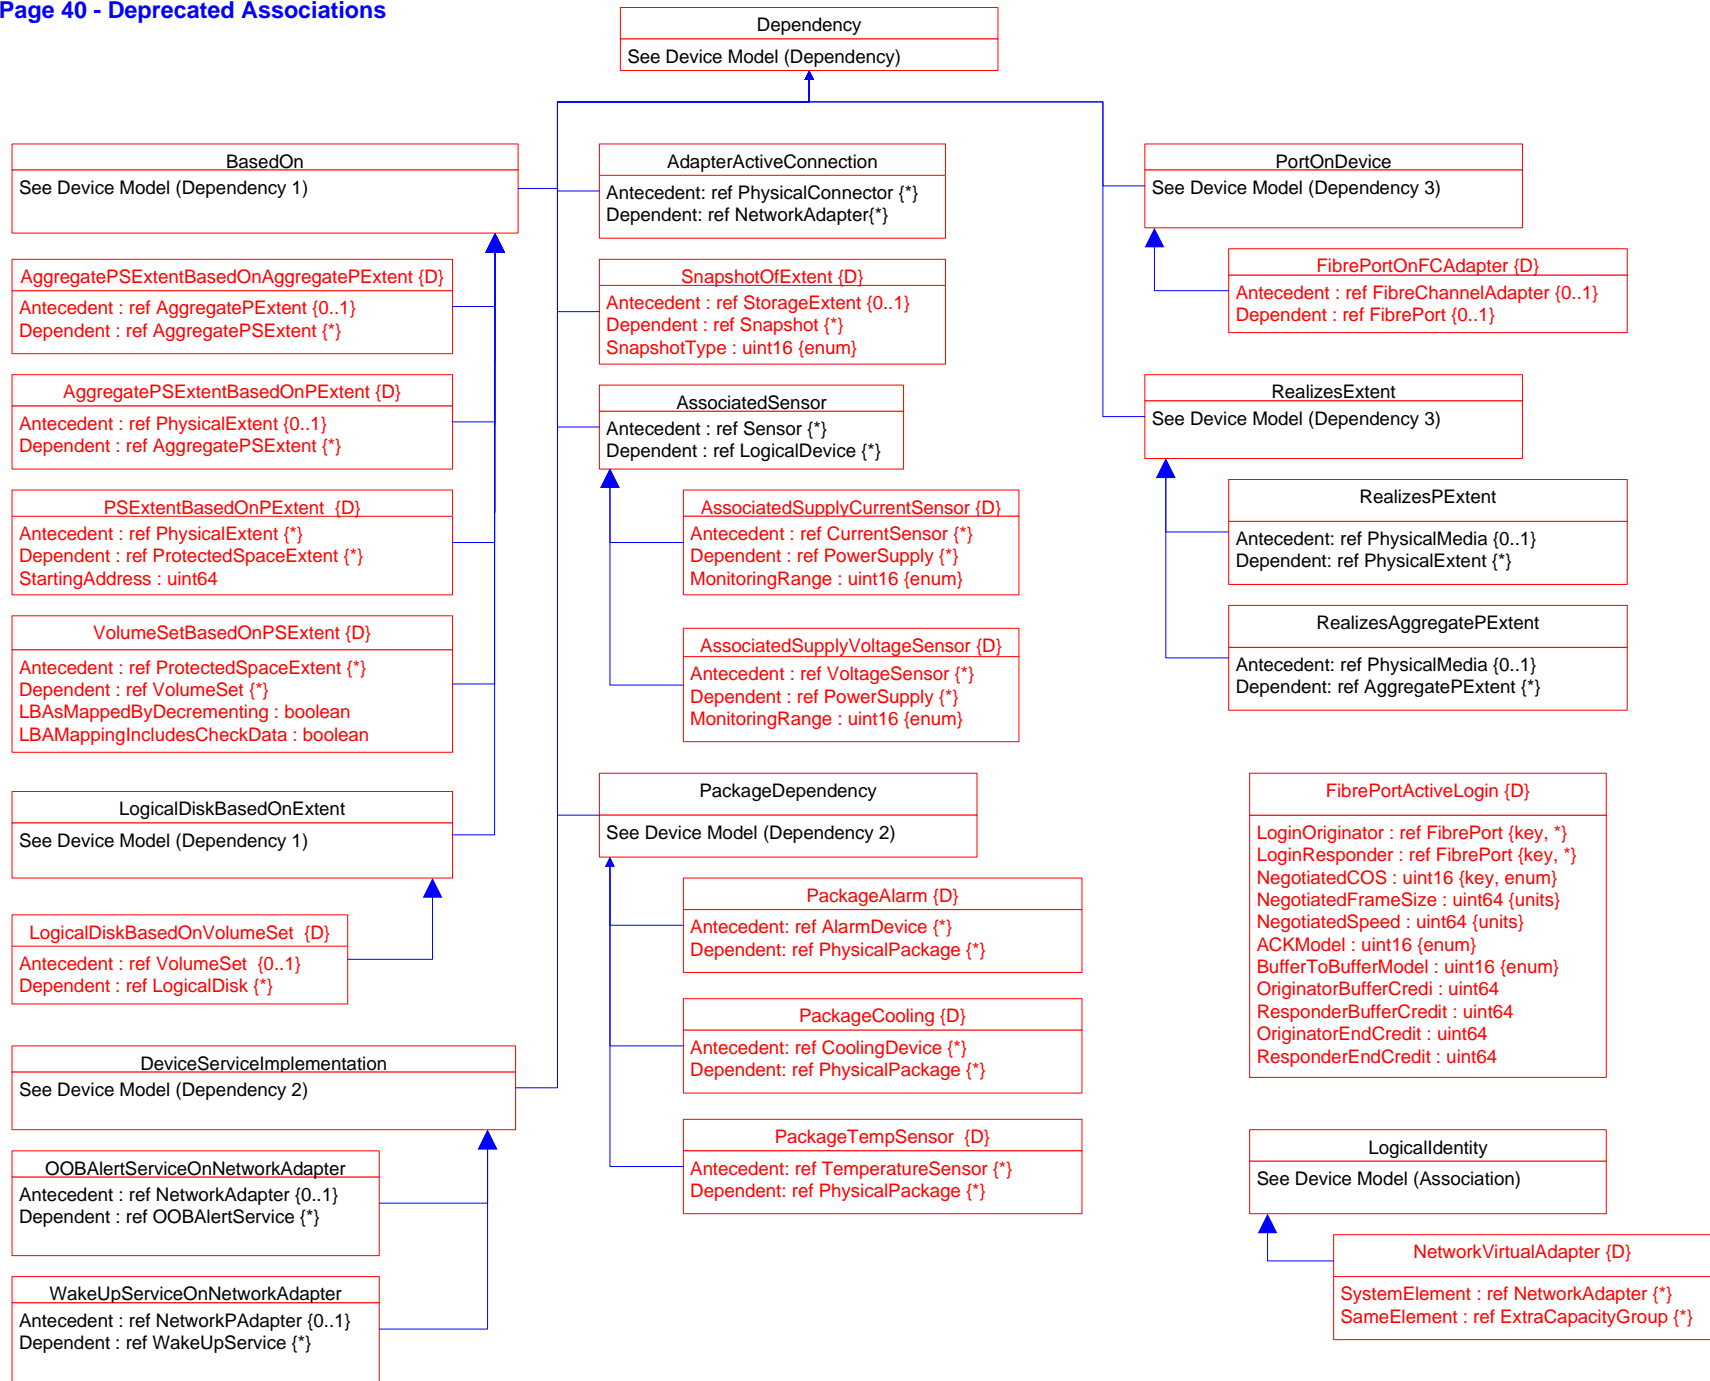 Page 40 - Deprecated Associations
Dependency
See Device Model (Dependency)
BasedOn
See Device Model (Dependency 1)
AggregatePSExtentBasedOnAggregatePExtent {D}
Antecedent : ref AggregatePExtent {0..1}
Dependent : ref AggregatePSExtent {*}
AggregatePSExtentBasedOnPExtent {D}
Antecedent : ref PhysicalExtent {0..1}
Dependent : ref AggregatePSExtent {*}
PSExtentBasedOnPExtent {D}
Antecedent : ref PhysicalExtent {*}
Dependent : ref ProtectedSpaceExtent {*}
StartingAddress : uint64
VolumeSetBasedOnPSExtent {D}
Antecedent : ref ProtectedSpaceExtent {*}
Dependent : ref VolumeSet {*}
LBAsMappedByDecrementing : boolean
LBAMappingIncludesCheckData : boolean
LogicalDiskBasedOnExtent
See Device Model (Dependency 1)
LogicalDiskBasedOnVolumeSet {D}
Antecedent : ref VolumeSet {0..1}
Dependent : ref LogicalDisk {*}
DeviceServiceImplementation
See Device Model (Dependency 2)
OOBAlertServiceOnNetworkAdapter
Antecedent : ref NetworkAdapter {0..1}
Dependent : ref OOBAlertService {*}
WakeUpServiceOnNetworkAdapter
Antecedent : ref NetworkPAdapter {0..1}
Dependent : ref WakeUpService {*}
AdapterActiveConnection
Antecedent: ref PhysicalConnector {*}
Dependent: ref NetworkAdapter{*}
SnapshotOfExtent {D}
Antecedent : ref StorageExtent {0..1}
Dependent : ref Snapshot {*}
SnapshotType : uint16 {enum}
AssociatedSensor
Antecedent : ref Sensor {*}
Dependent : ref LogicalDevice {*}
AssociatedSupplyCurrentSensor {D}
Antecedent : ref CurrentSensor {*}
Dependent : ref PowerSupply {*}
MonitoringRange : uint16 {enum}
AssociatedSupplyVoltageSensor {D}
Antecedent : ref VoltageSensor {*}
Dependent : ref PowerSupply {*}
MonitoringRange : uint16 {enum}
PackageDependency
See Device Model (Dependency 2)
PackageAlarm {D}
Antecedent: ref AlarmDevice {*}
Dependent: ref PhysicalPackage {*}
PackageCooling {D}
Antecedent: ref CoolingDevice {*}
Dependent: ref PhysicalPackage {*}
PackageTempSensor {D}
Antecedent: ref TemperatureSensor {*}
Dependent: ref PhysicalPackage {*}
PortOnDevice
See Device Model (Dependency 3)
FibrePortOnFCAdapter {D}
Antecedent : ref FibreChannelAdapter {0..1}
Dependent : ref FibrePort {0..1}
RealizesExtent
See Device Model (Dependency 3)
RealizesPExtent
Antecedent: ref PhysicalMedia {0..1}
Dependent: ref PhysicalExtent {*}
RealizesAggregatePExtent
Antecedent: ref PhysicalMedia {0..1}
Dependent: ref AggregatePExtent {*}
FibrePortActiveLogin {D}
LoginOriginator : ref FibrePort {key, *}
LoginResponder : ref FibrePort {key, *}
NegotiatedCOS : uint16 {key, enum}
NegotiatedFrameSize : uint64 {units}
NegotiatedSpeed : uint64 {units}
ACKModel : uint16 {enum}
BufferToBufferModel : uint16 {enum}
OriginatorBufferCredi : uint64
ResponderBufferCredit : uint64
OriginatorEndCredit : uint64
ResponderEndCredit : uint64
LogicalIdentity
See Device Model (Association)
NetworkVirtualAdapter {D}
SystemElement : ref NetworkAdapter {*}
SameElement : ref ExtraCapacityGroup {*}